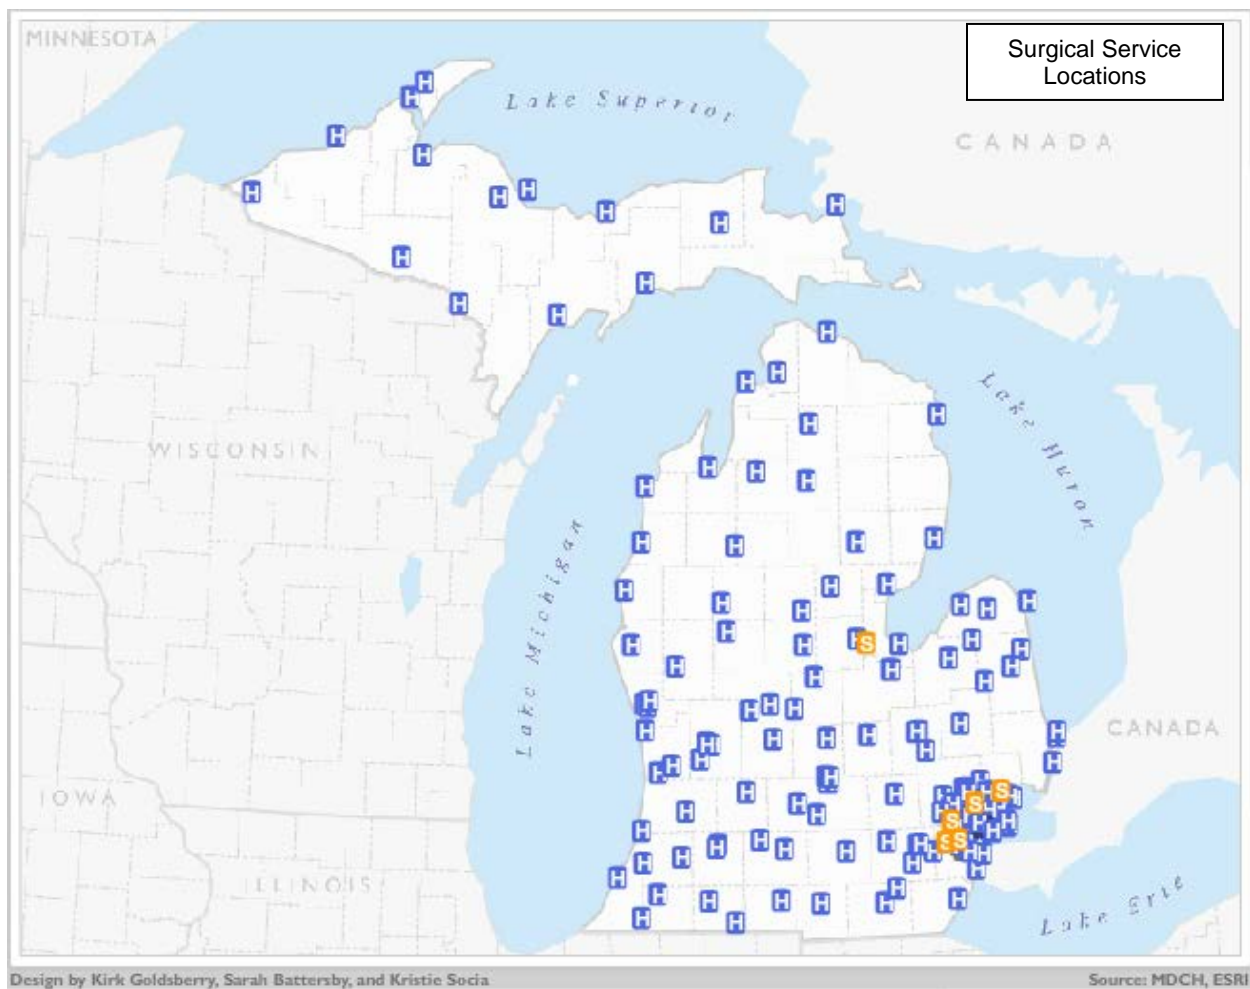 MINNESOTA
Surgical Service
Locations
Lake Superior
CANADA
Lake Huron
WISCONSIN
Lake Michigan
CANADA
IOWA
ILLINOIS
Lake Erie
Design by Kirk Goldsberry, Sarah Battersby, and Kristie Socia
Source: MDCH, ESRI